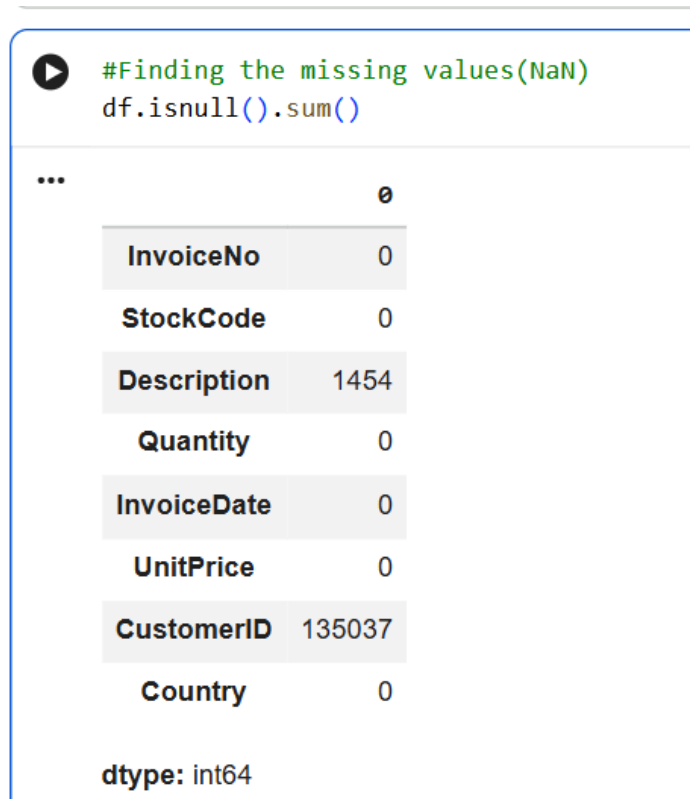 #Finding the missing values(NaN)
df.isnull().sum()
...
0
InvoiceNo 0
StockCode 0
Description 1454
Quantity 0
InvoiceDate 0
UnitPrice 0
CustomerID 135037
Country 0
dtype: int64